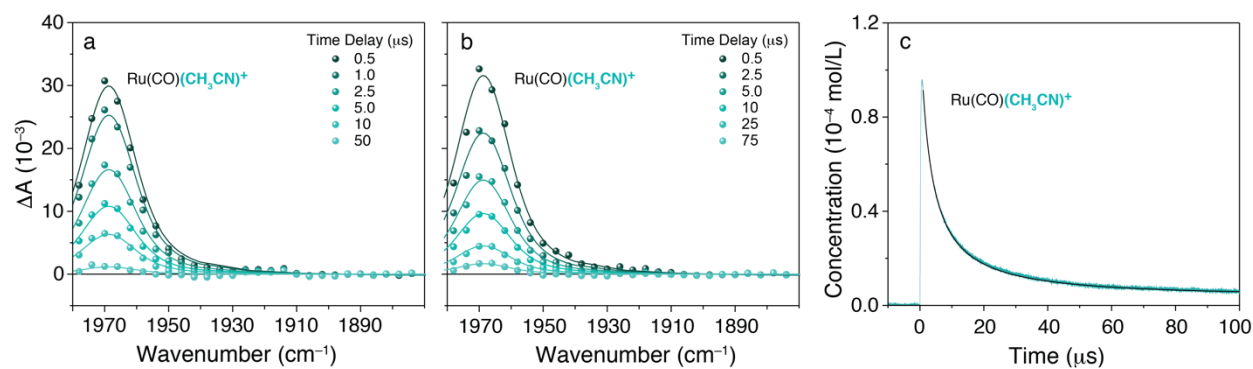 a
Ru(CO)(CH₃CN)⁺
Time Delay (μs)
0.5
1.0
2.5
5.0
10
50
40
30
20
10
0
ΔA (10⁻³)
1970 1950 1930 1910 1890
Wavenumber (cm⁻¹)
b
Ru(CO)(CH₃CN)⁺
Time Delay (μs)
0.5
2.5
5.0
10
25
75
1970 1950 1930 1910 1890
Wavenumber (cm⁻¹)
c
Ru(CO)(CH₃CN)⁺
1.2
0.8
0.4
0.0
Concentration (10⁻⁴ mol/L)
0 20 40 60 80 100
Time (μs)